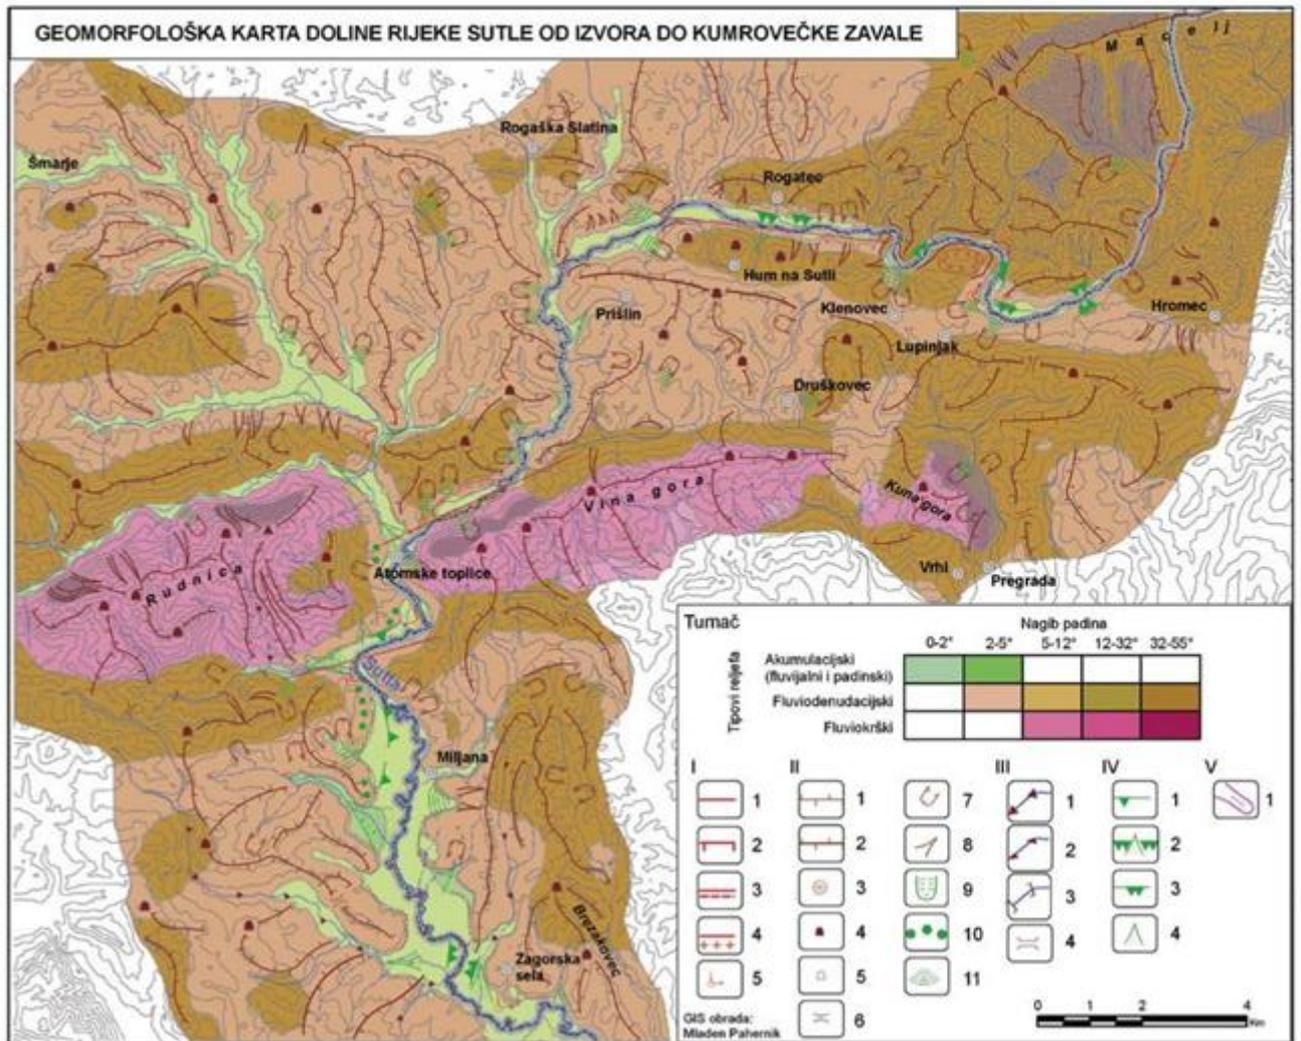 GEOMORFOLOŠKA KARTA DOLINE RIJEKE SUTLE OD IZVORA DO KUMROVEČKE ZAVALE
Macelj
Rogaška Slatina
Šmarje
Rogatec
Hum na Sutli
Prišlin
Klenovec
Hromec
Lupinjak
Druškovec
Vina gora
Kuna gora
Rudnica
Atomske toplice
Vrhi
Pregrada
Sutla
Miljana
Brezakovec
Zagorska
sela
Tumač
Nagib padina
0-2° 2-5° 5-12° 12-32° 32-55°
Tipovi reljefa
Akumulacijski
(fluvijalni i padinski)
Fluviodenudacijski
Fluviokrški
I II III IV V
1 1 7 1 1 1
2 2 8 2 2
3 3 9 3 3
4 4 10 4 4
5 5 11
6
GIS obrada:
Mladen Pahernik
0 1 2 4
Km